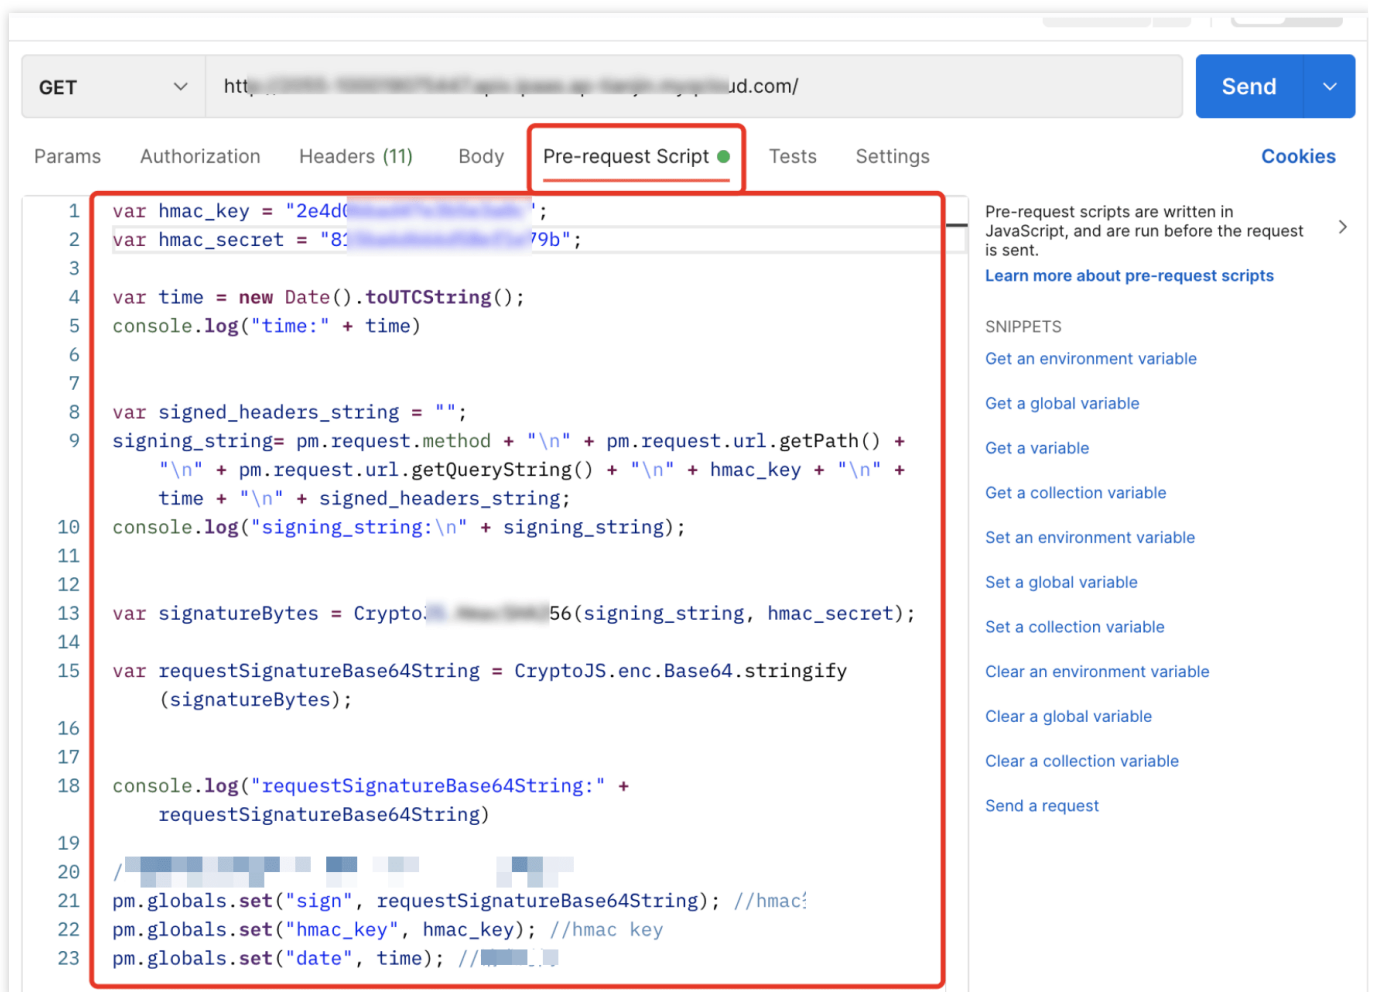 GET
htt
ud.com/
Send
Params
Authorization
Headers (11)
Body
Pre-request Script
Tests
Settings
Cookies
1 var hmac_key = "2e4d ";
2 var hmac_secret = "8 79b";
3
4 var time = new Date().toUTCString();
5 console.log("time:" + time)
6
7
8 var signed_headers_string = "";
9 signing_string= pm.request.method + "\n" + pm.request.url.getPath() +
"\n" + pm.request.url.getQueryString() + "\n" + hmac_key + "\n" +
time + "\n" + signed_headers_string;
10 console.log("signing_string:\n" + signing_string);
11
12
13 var signatureBytes = Crypto 56(signing_string, hmac_secret);
14
15 var requestSignatureBase64String = CryptoJS.enc.Base64.stringify
(signatureBytes);
16
17
18 console.log("requestSignatureBase64String:" +
requestSignatureBase64String)
19
20 /
21 pm.globals.set("sign", requestSignatureBase64String); //hmac
22 pm.globals.set("hmac_key", hmac_key); //hmac key
23 pm.globals.set("date", time); //
Pre-request scripts are written in
JavaScript, and are run before the request
is sent.
Learn more about pre-request scripts
SNIPPETS
Get an environment variable
Get a global variable
Get a variable
Get a collection variable
Set an environment variable
Set a global variable
Set a collection variable
Clear an environment variable
Clear a global variable
Clear a collection variable
Send a request